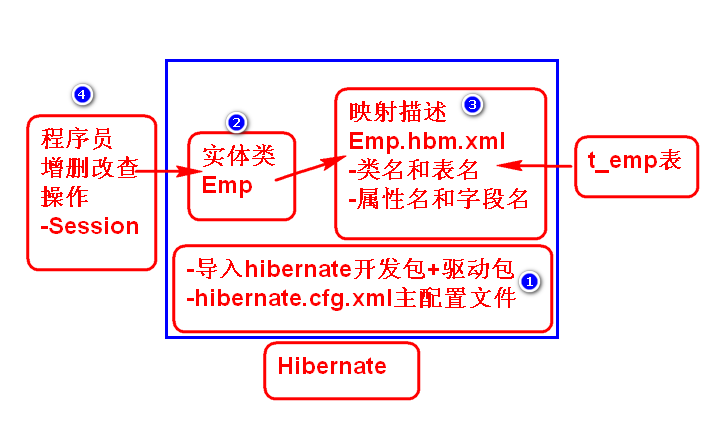 4
程序员
增删改查
操作
-Session
2
实体类
Emp
3
映射描述
Emp.hbm.xml
-类名和表名
-属性名和字段名
t_emp表
-导入hibernate开发包+驱动包
1
-hibernate.cfg.xml主配置文件
Hibernate